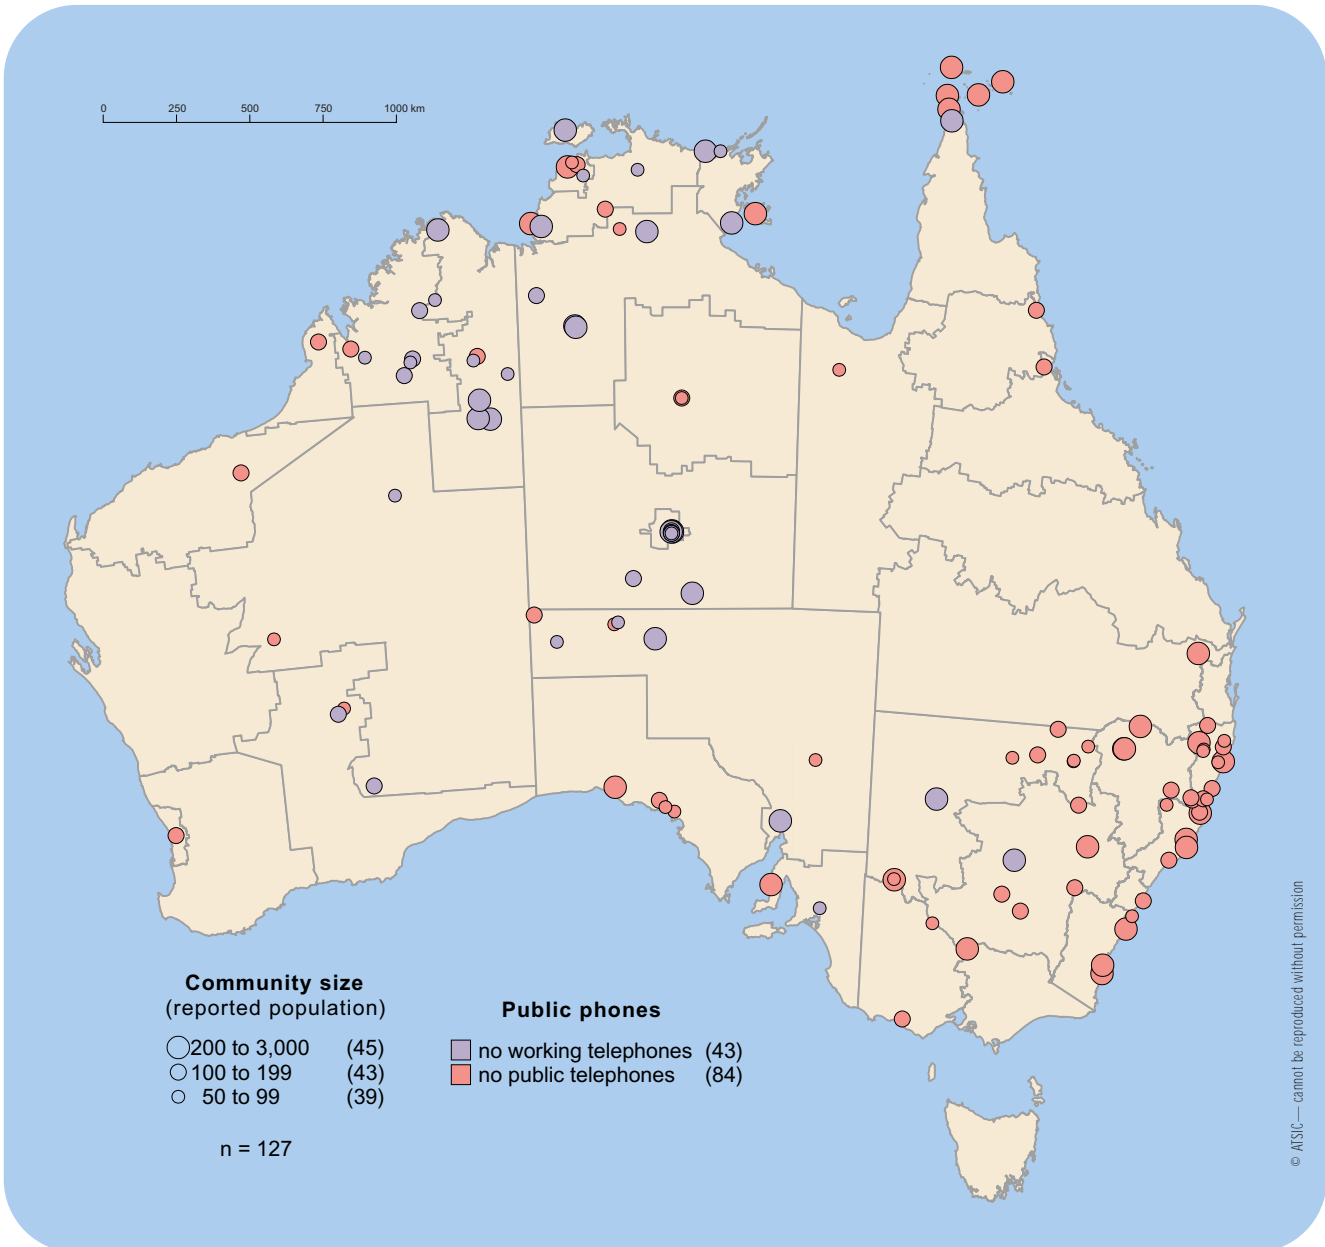 0 250 500 750 1000 km
Community size
(reported population)
200 to 3,000 (45)
100 to 199 (43)
50 to 99 (39)
n = 127
Public phones
no working telephones (43)
no public telephones (84)
© ATSIC— cannot be reproduced without permission